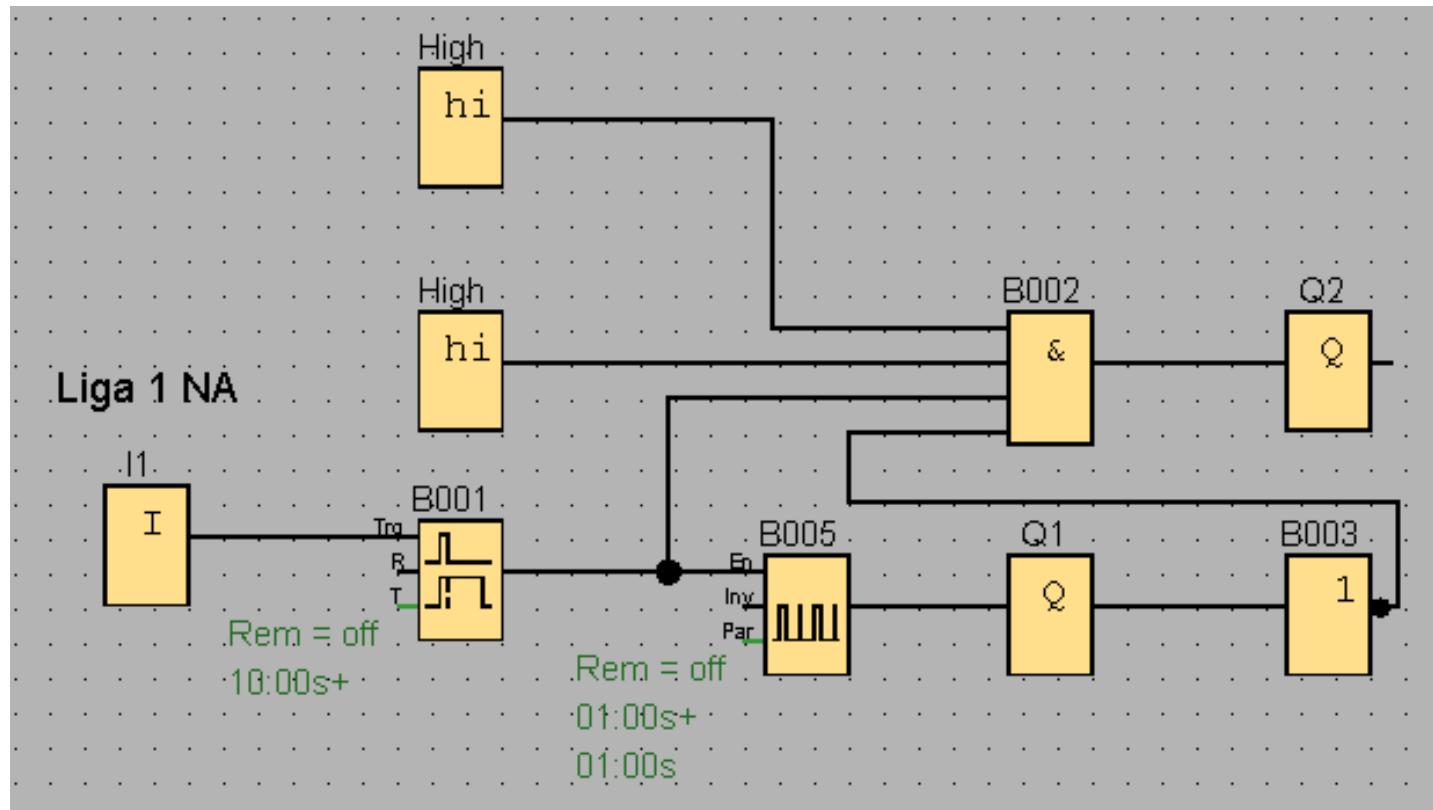 High
hi
High
hi
B002
&
Q2
Q
Liga 1 NA
I1
I
B001
Trg
R
T
Rem = off
10:00s+
B005
En
Inv
Par
Rem = off
01:00s+
01:00s
Q1
Q
B003
1